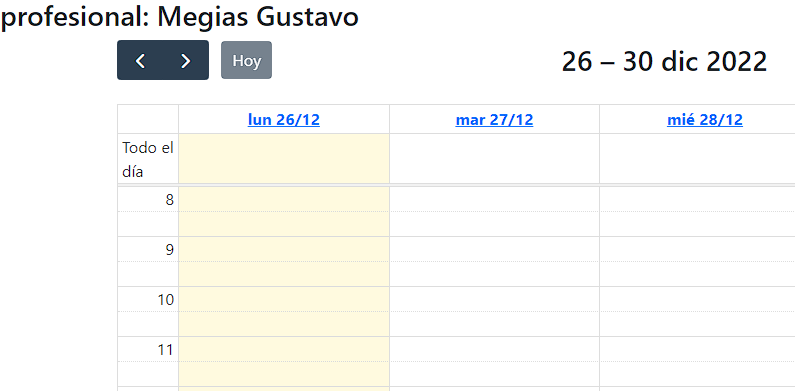 profesional: Megias Gustavo
Hoy
26 – 30 dic 2022
lun 26/12 mar 27/12 mié 28/12
Todo el
día
8
9
10
11